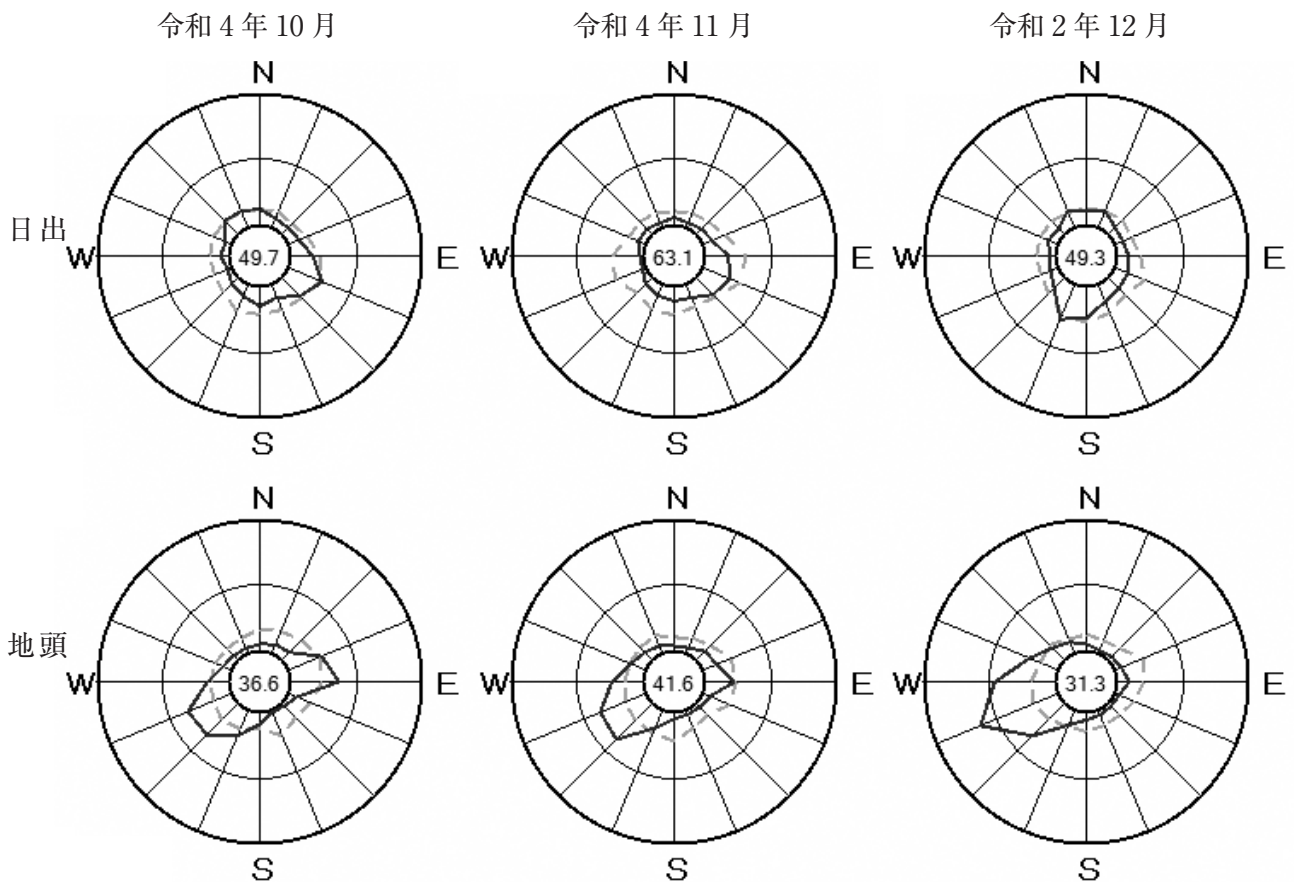 令和4年10月 令和4年11月 令和2年12月
N N N
日出 W 49.7 E W 63.1 E W 49.3 E
S S S
N N N
地頭 W 36.6 E W 41.6 E W 31.3 E
S S S